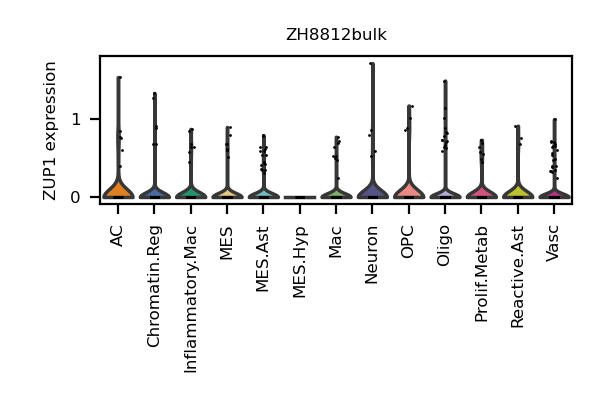 ZH8812bulk
ZUP1 expression
1
0
AC
Chromatin.Reg
Inflammatory.Mac
MES
MES.Ast
MES.Hyp
Mac
Neuron
OPC
Oligo
Prolif.Metab
Reactive.Ast
Vasc